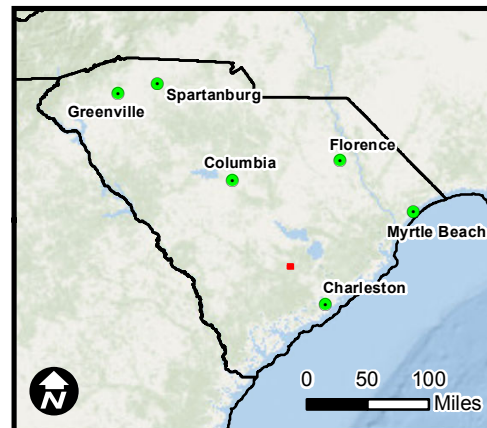 Spartanburg
Greenville
Florence
Columbia
Myrtle Beach
Charleston
N
0 50 100
Miles